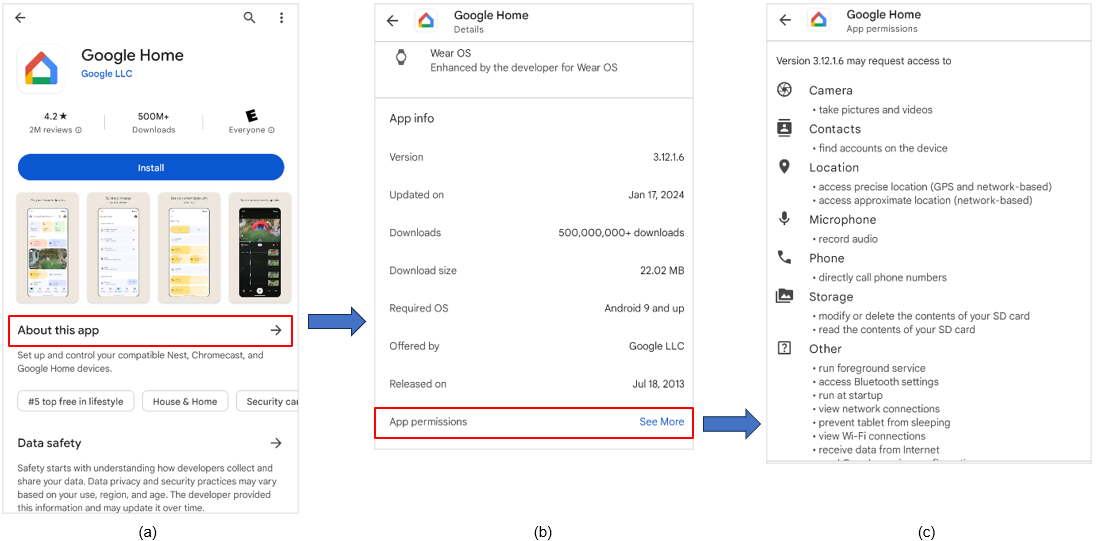 Google Home
Google LLC
4.2★
2M reviews
500M+
Downloads
E
Everyone
Install
About this app
Set up and control your compatible Nest, Chromecast, and
Google Home devices.
#5 top free in lifestyle
House & Home
Security
Data safety
Safety starts with understanding how developers collect and
share your data. Data privacy and security practices may vary
based on your use, region, and age. The developer provided
this information and may update it over time.
(a)
Google Home
Details
Wear OS
Enhanced by the developer for Wear OS
App info
Version 3.12.1.6
Updated on Jan 17, 2024
Downloads 500,000,000+ downloads
Download size 22.02 MB
Required OS Android 9 and up
Offered by Google LLC
Released on Jul 18, 2013
App permissions See More
(b)
Google Home
App permissions
Version 3.12.1.6 may request access to
Camera
• take pictures and videos
Contacts
• find accounts on the device
Location
• access precise location (GPS and network-based)
• access approximate location (network-based)
Microphone
• record audio
Phone
• directly call phone numbers
Storage
• modify or delete the contents of your SD card
• read the contents of your SD card
Other
• run foreground service
• access Bluetooth settings
• run at startup
• view network connections
• prevent tablet from sleeping
• view Wi-Fi connections
• receive data from Internet
(c)